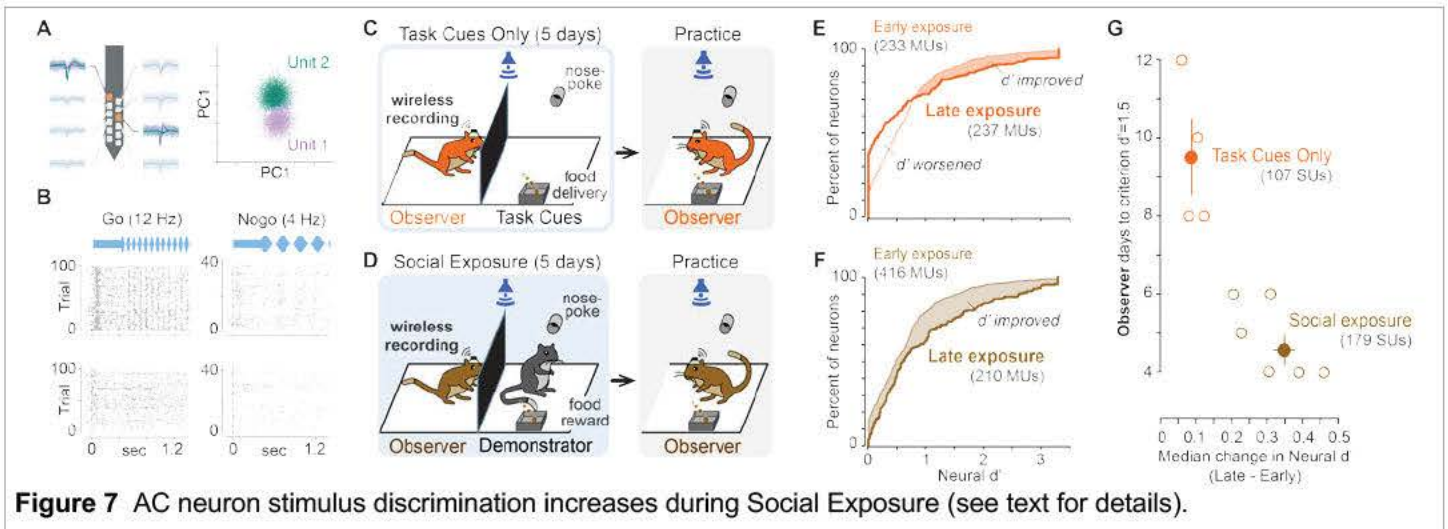 A
Unit 2
Unit 1
PC1
PC1
B
Go (12 Hz)
Nogo (4 Hz)
100
Trial
0
40
0
100
Trial
0
40
0
0 sec 1.2
0 sec 1.2
C
Task Cues Only (5 days)
Practice
nose-
poke
wireless
recording
food
delivery
Observer
Task Cues
Observer
D
Social Exposure (5 days)
Practice
nose-
poke
wireless
recording
food
reward
Observer
Demonstrator
Observer
E
Early exposure
(233 MUs)
100
d' improved
Late exposure
(237 MUs)
d' worsened
Percent of neurons
0
0 1 2 3
F
Early exposure
(416 MUs)
100
d' improved
Late exposure
(210 MUs)
Percent of neurons
0
0 1 2 3
Neural d'
G
Observer days to criterion d'=1.5
12
10
8
6
4
Task Cues Only
(107 SUs)
Social exposure
(179 SUs)
0 0.1 0.2 0.3 0.4 0.5
Median change in Neural d'
(Late - Early)
Figure 7 AC neuron stimulus discrimination increases during Social Exposure (see text for details).